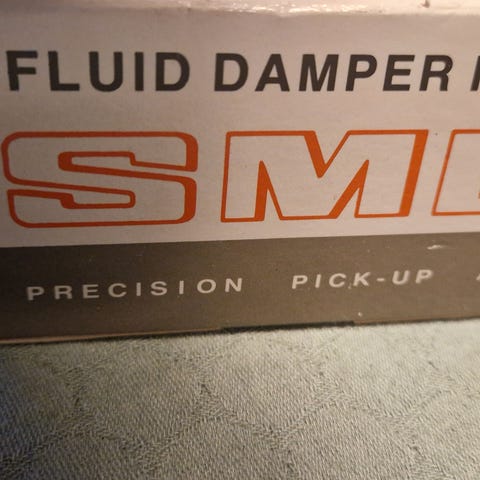 FLUID DAMPER
SM
PRECISION PICK-UP